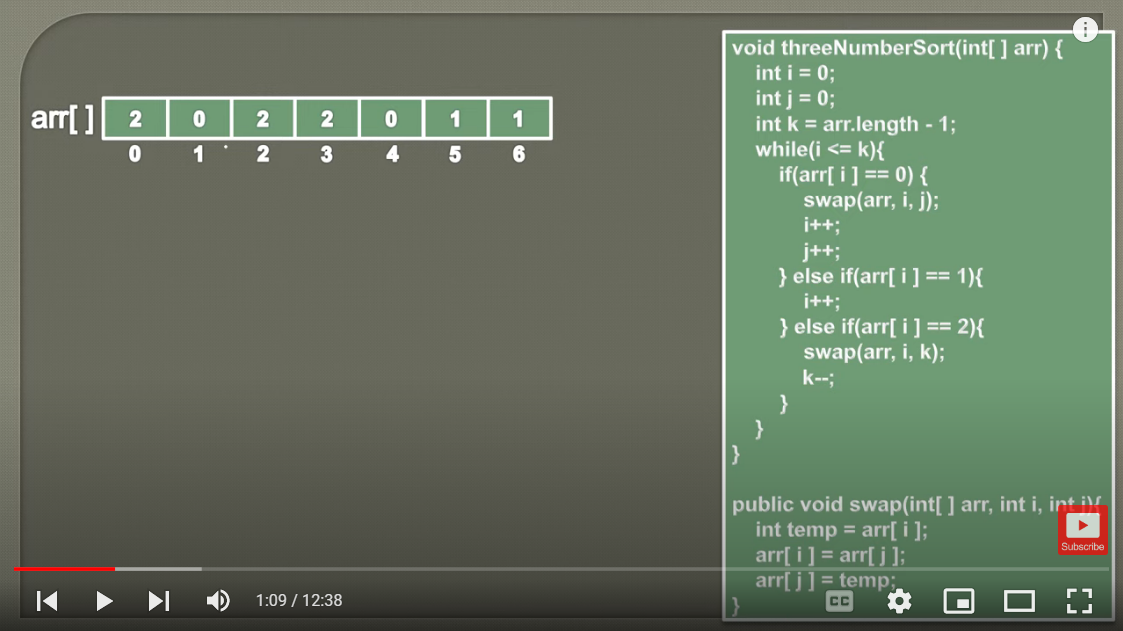 arr[ ] 2 0 2 2 0 1 1
0 1 2 3 4 5 6
void threeNumberSort(int[ ] arr) {
int i = 0;
int j = 0;
int k = arr.length - 1;
while(i <= k){
if(arr[ i ] == 0) {
swap(arr, i, j);
i++;
j++;
} else if(arr[ i ] == 1){
i++;
} else if(arr[ i ] == 2){
swap(arr, i, k);
k--;
}
}
}
public void swap(int[ ] arr, int i, int j){
int temp = arr[ i ];
arr[ i ] = arr[ j ];
arr[ j ] = temp;
}
Subscribe
1:09 / 12:38
CC